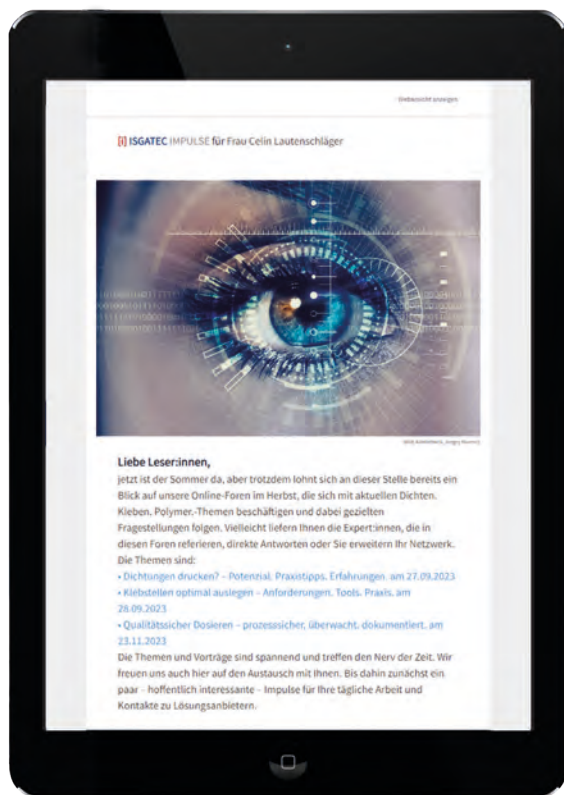 Webansicht anzeigen
[i] ISGATEC IMPULSE für Frau Celin Lautenschläger
Liebe Leser:innen,
jetzt ist der Sommer da, aber trotzdem lohnt sich an dieser Stelle bereits ein
Blick auf unsere Online-Foren im Herbst, die sich mit aktuellen Dichten.
Kleben. Polymer.-Themen beschäftigen und dabei gezielten
Fragestellungen folgen. Vielleicht liefern Ihnen die Expert:innen, die in
diesen Foren referieren, direkte Antworten oder Sie erweitern Ihr Netzwerk.
Die Themen sind:
• Dichtungen drucken? – Potenzial. Praxistipps. Erfahrungen. am 27.09.2023
• Klebstellen optimal auslegen – Anforderungen. Tools. Praxis. am
28.09.2023
• Qualitätssicher Dosieren – prozesssicher, überwacht. dokumentiert. am
23.11.2023
Die Themen und Vorträge sind spannend und treffen den Nerv der Zeit. Wir
freuen uns auch hier auf den Austausch mit Ihnen. Bis dahin zunächst ein
paar – hoffentlich interessante – Impulse für Ihre tägliche Arbeit und
Kontakte zu Lösungsanbietern.